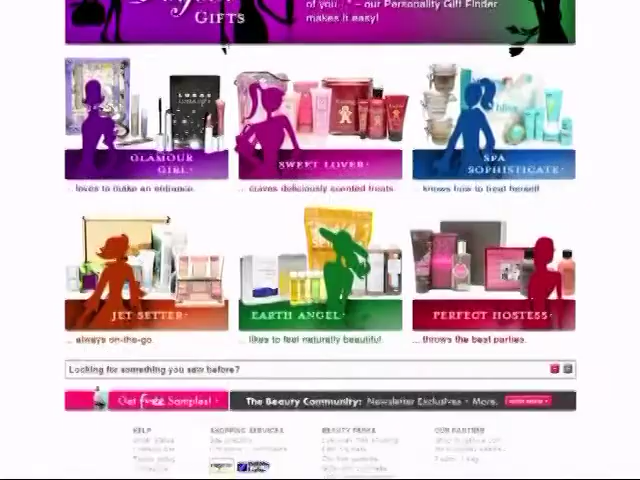 GIFTS
of you - our Personality Gift Finder
makes it easy!
GLAMOUR
GIRL
SWEET LOVER
SPA
SOPHISTICATE
... loves to make an entrance.
... craves deliciously scented treats.
... knows how to treat herself.
JET SETTER
EARTH ANGEL
PERFECT HOSTESS
... always on-the-go.
... likes to feel naturally beautiful.
... throws the best parties.
Looking for something you saw before?
Get free Samples!
The Beauty Community: Newsletter Exclusives + More.
HELP
SHOPPING SERVICES
BEAUTY PERKS
OUR PARTNER